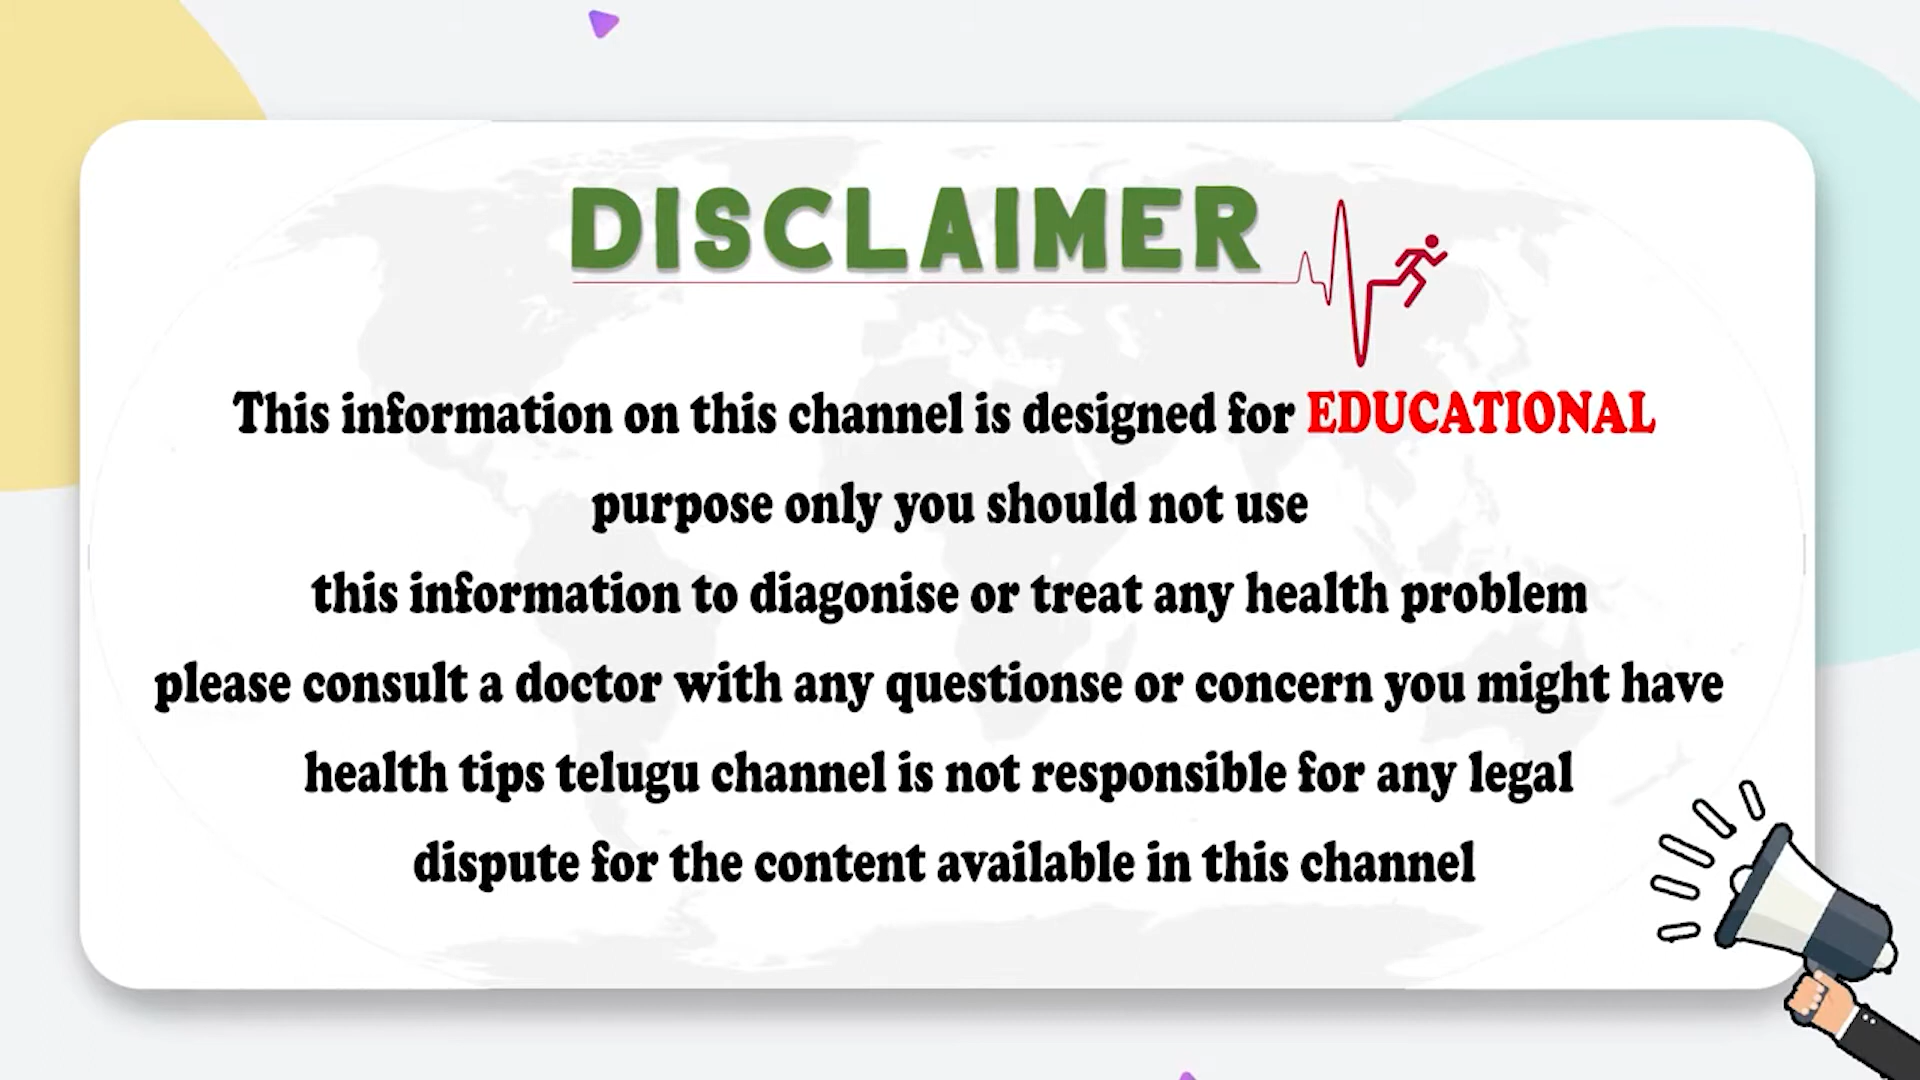 DISCLAIMER
This information on this channel is designed for EDUCATIONAL
purpose only you should not use
this information to diagonise or treat any health problem
please consult a doctor with any questionse or concern you might have
health tips telugu channel is not responsible for any legal
dispute for the content available in this channel